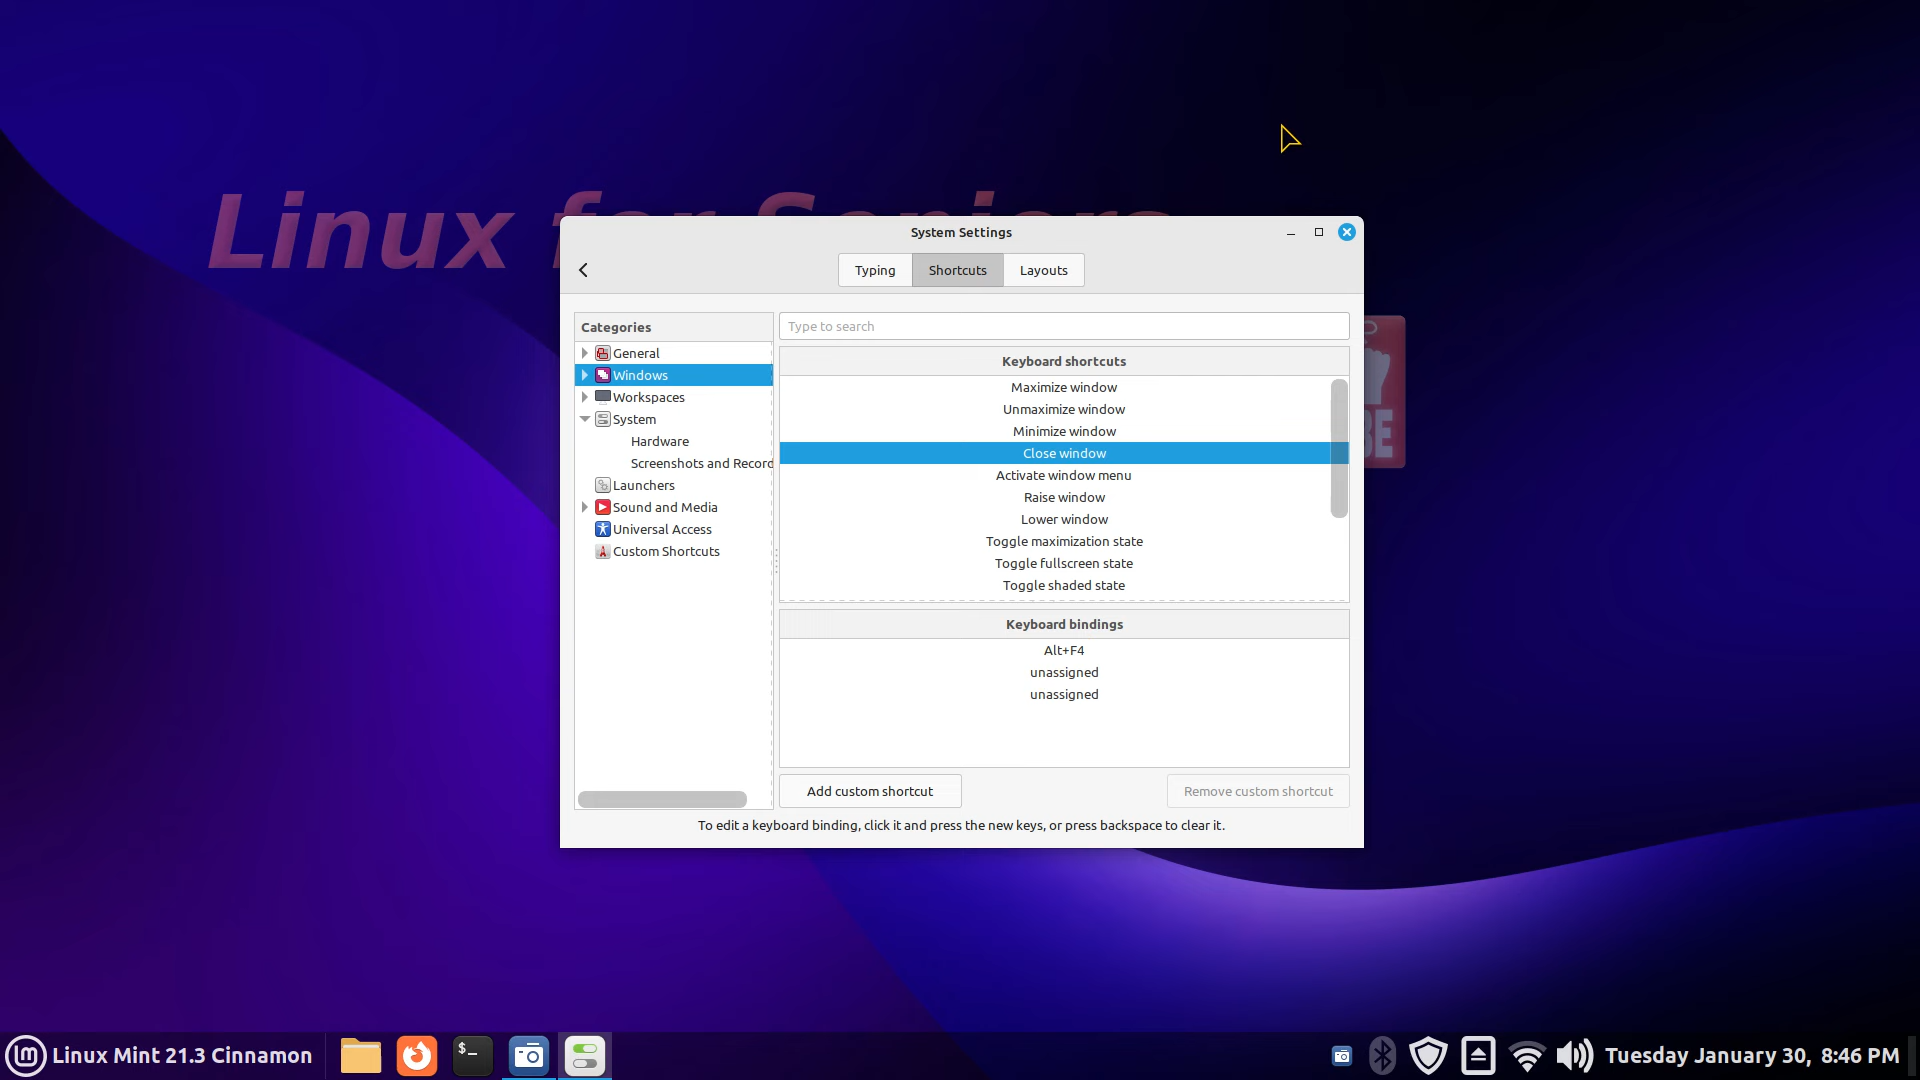 Linux
System Settings
Typing
Shortcuts
Layouts
Categories
General
Windows
Workspaces
System
Hardware
Screenshots and Record
Launchers
Sound and Media
Universal Access
Custom Shortcuts
Type to search
Keyboard shortcuts
Maximize window
Unmaximize window
Minimize window
Close window
Activate window menu
Raise window
Lower window
Toggle maximization state
Toggle fullscreen state
Toggle shaded state
Keyboard bindings
Alt+F4
unassigned
unassigned
Add custom shortcut
Remove custom shortcut
To edit a keyboard binding, click it and press the new keys, or press backspace to clear it.
Linux Mint 21.3 Cinnamon
$_
Tuesday January 30, 8:46 PM